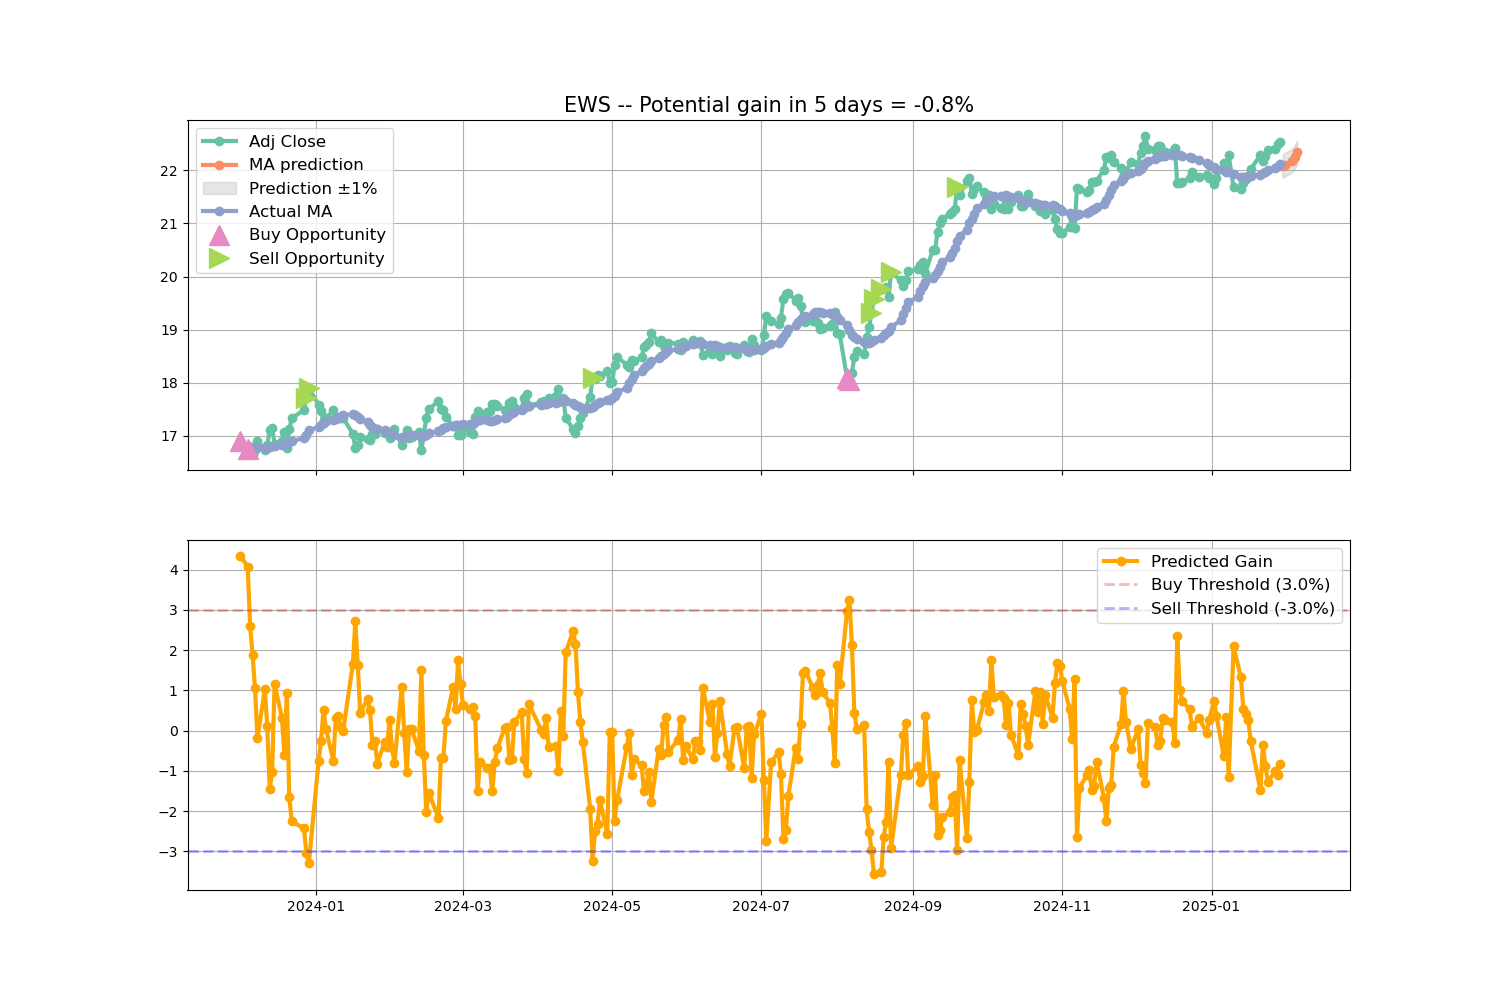 EWS -- Potential gain in 5 days = -0.8%
Adj Close
MA prediction
Prediction ±1%
Actual MA
Buy Opportunity
Sell Opportunity
22
21
20
19
18
17
Predicted Gain
Buy Threshold (3.0%)
Sell Threshold (-3.0%)
4
3
2
1
0
−1
−2
−3
2024-01 2024-03 2024-05 2024-07 2024-09 2024-11 2025-01